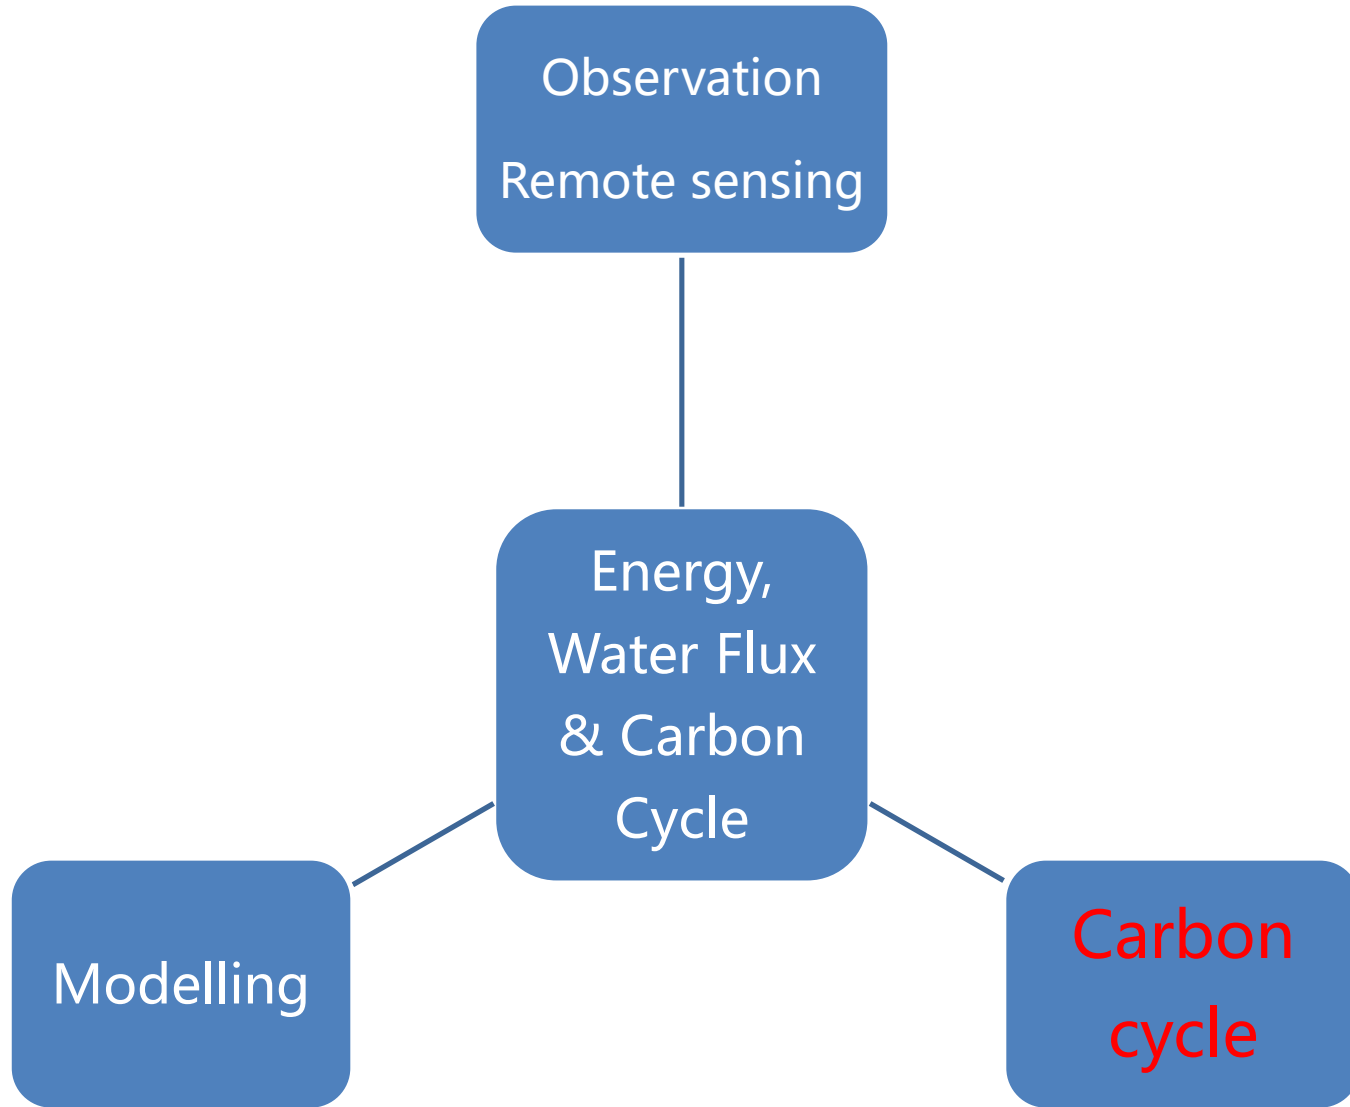 Observation
Remote sensing
Energy,
Water Flux
& Carbon
Cycle
Modelling
Carbon
cycle